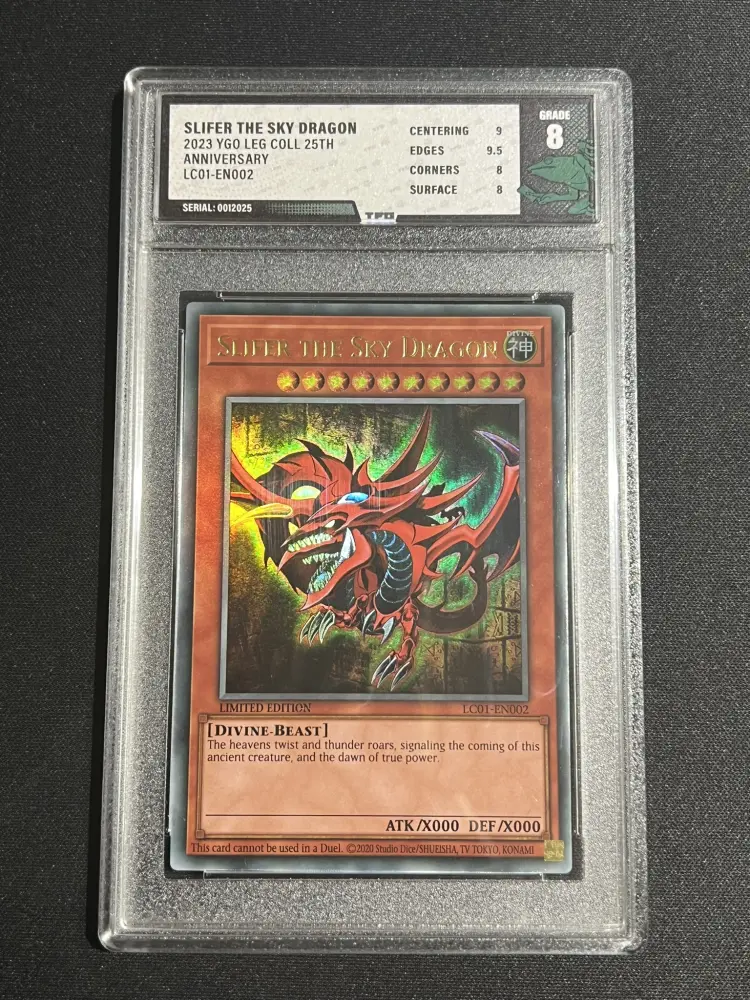 SLIFER THE SKY DRAGON
2023 YGO LEG COLL 25TH
ANNIVERSARY
LC01-EN002
CENTERING 9
EDGES 9.5
CORNERS 8
SURFACE 8
GRADE
8
SERIAL: 0012025
SLIFER THE SKY DRAGON
DIVINE
神
LIMITED EDITION LC01-EN002
[DIVINE-BEAST]
The heavens twist and thunder roars, signaling the coming of this
ancient creature, and the dawn of true power.
ATK/X000 DEF/X000
This card cannot be used in a Duel. ©2020 Studio Dice/SHUEISHA, TV TOKYO, KONAMI